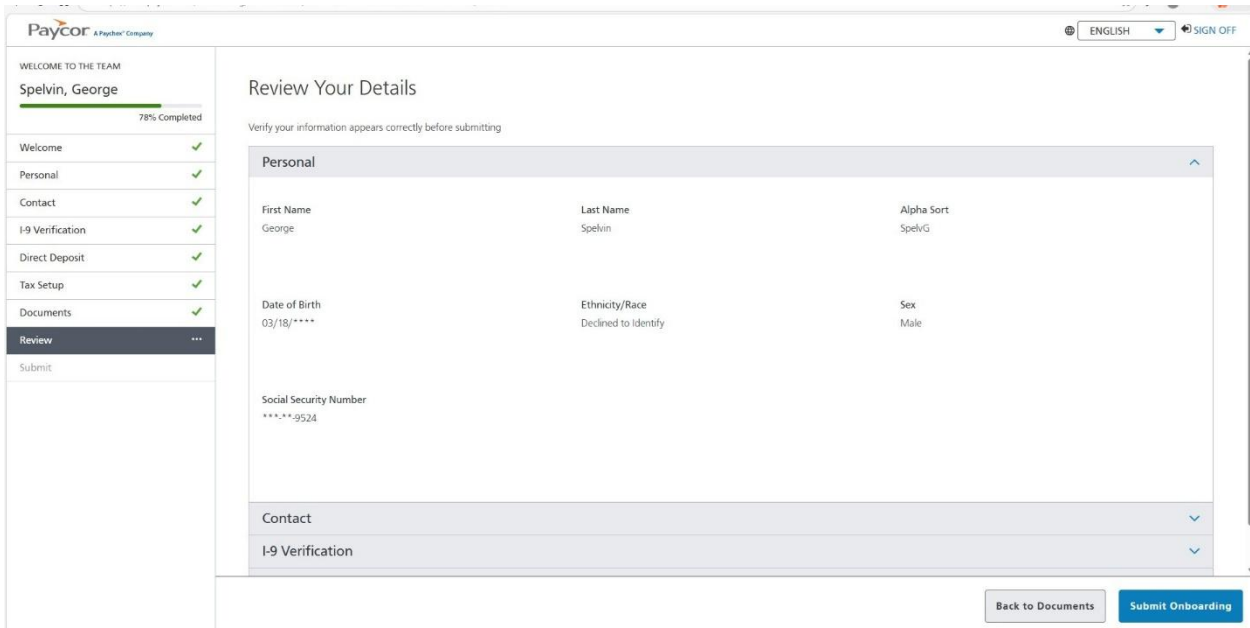 Paycor A Paychex® Company
ENGLISH
SIGN OFF
WELCOME TO THE TEAM
Spelvin, George
78% Completed
Welcome
Personal
Contact
I-9 Verification
Direct Deposit
Tax Setup
Documents
Review ...
Submit
Review Your Details
Verify your information appears correctly before submitting
Personal
First Name Last Name Alpha Sort
George Spelvin SpelvG
Date of Birth Ethnicity/Race Sex
03/18/**** Declined to Identify Male
Social Security Number
***-**-9524
Contact
I-9 Verification
Back to Documents Submit Onboarding